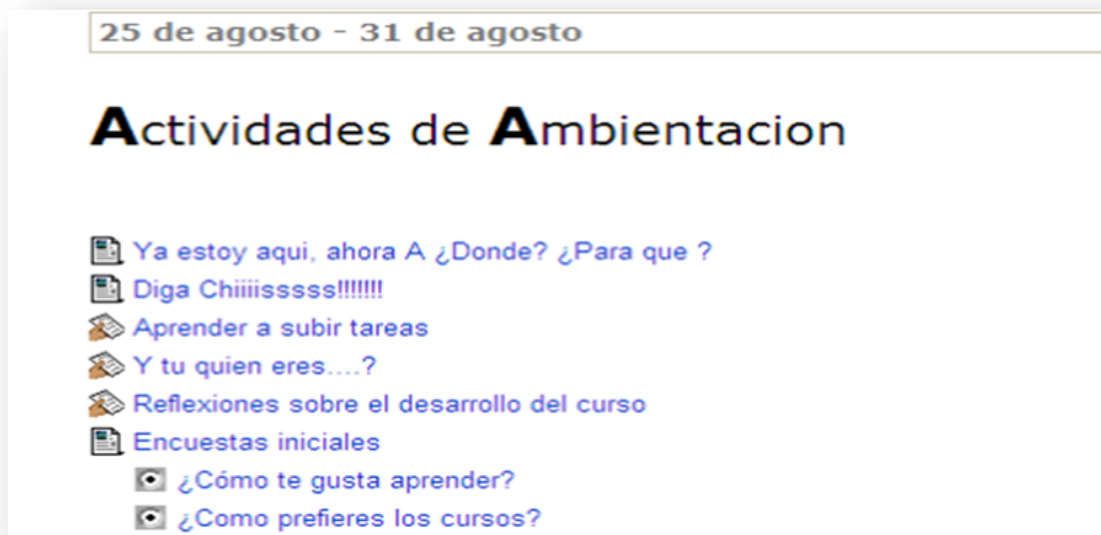 25 de agosto - 31 de agosto
Actividades de Ambientacion
Ya estoy aqui, ahora A ¿Donde? ¿Para que ?
Diga Chiiiisssss!!!!!!!
Aprender a subir tareas
Y tu quien eres....?
Reflexiones sobre el desarrollo del curso
Encuestas iniciales
¿Cómo te gusta aprender?
¿Como prefieres los cursos?